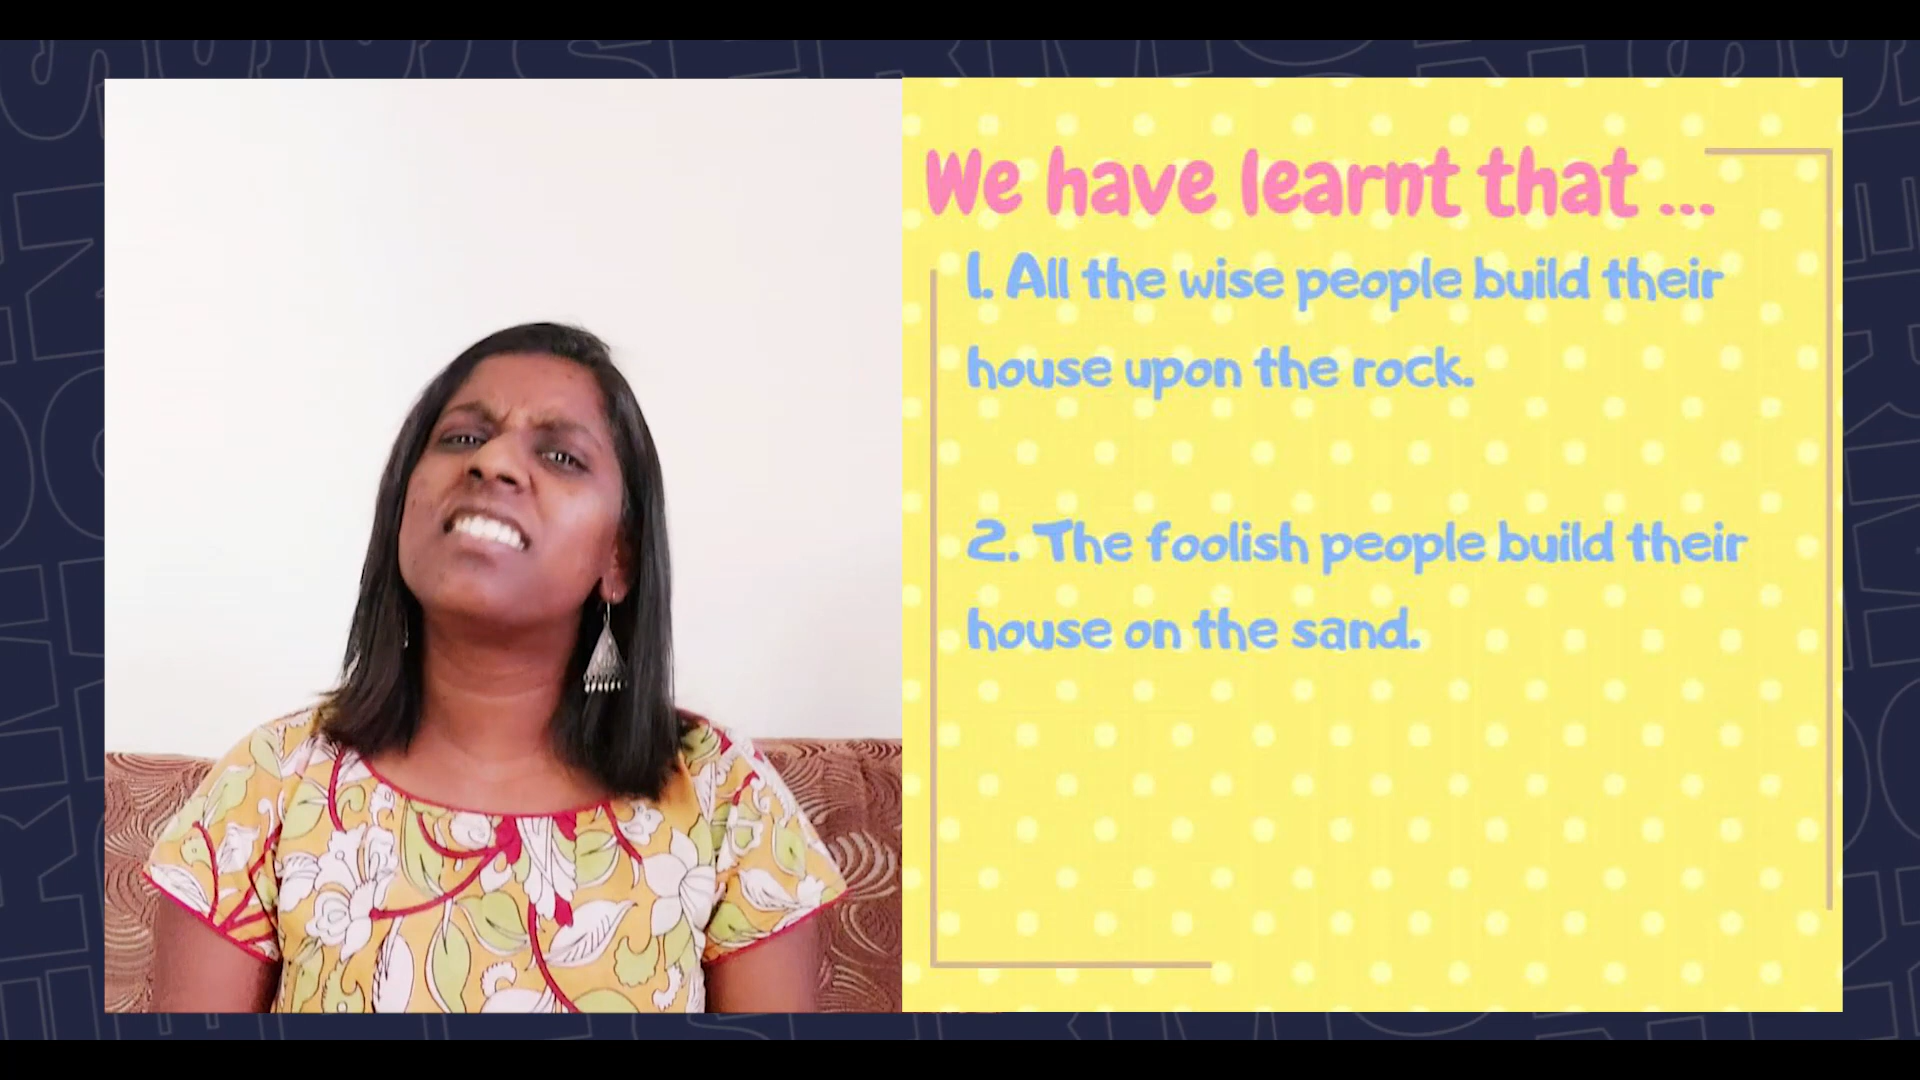 We have learnt that ...
1. All the wise people build their
house upon the rock.
2. The foolish people build their
house on the sand.